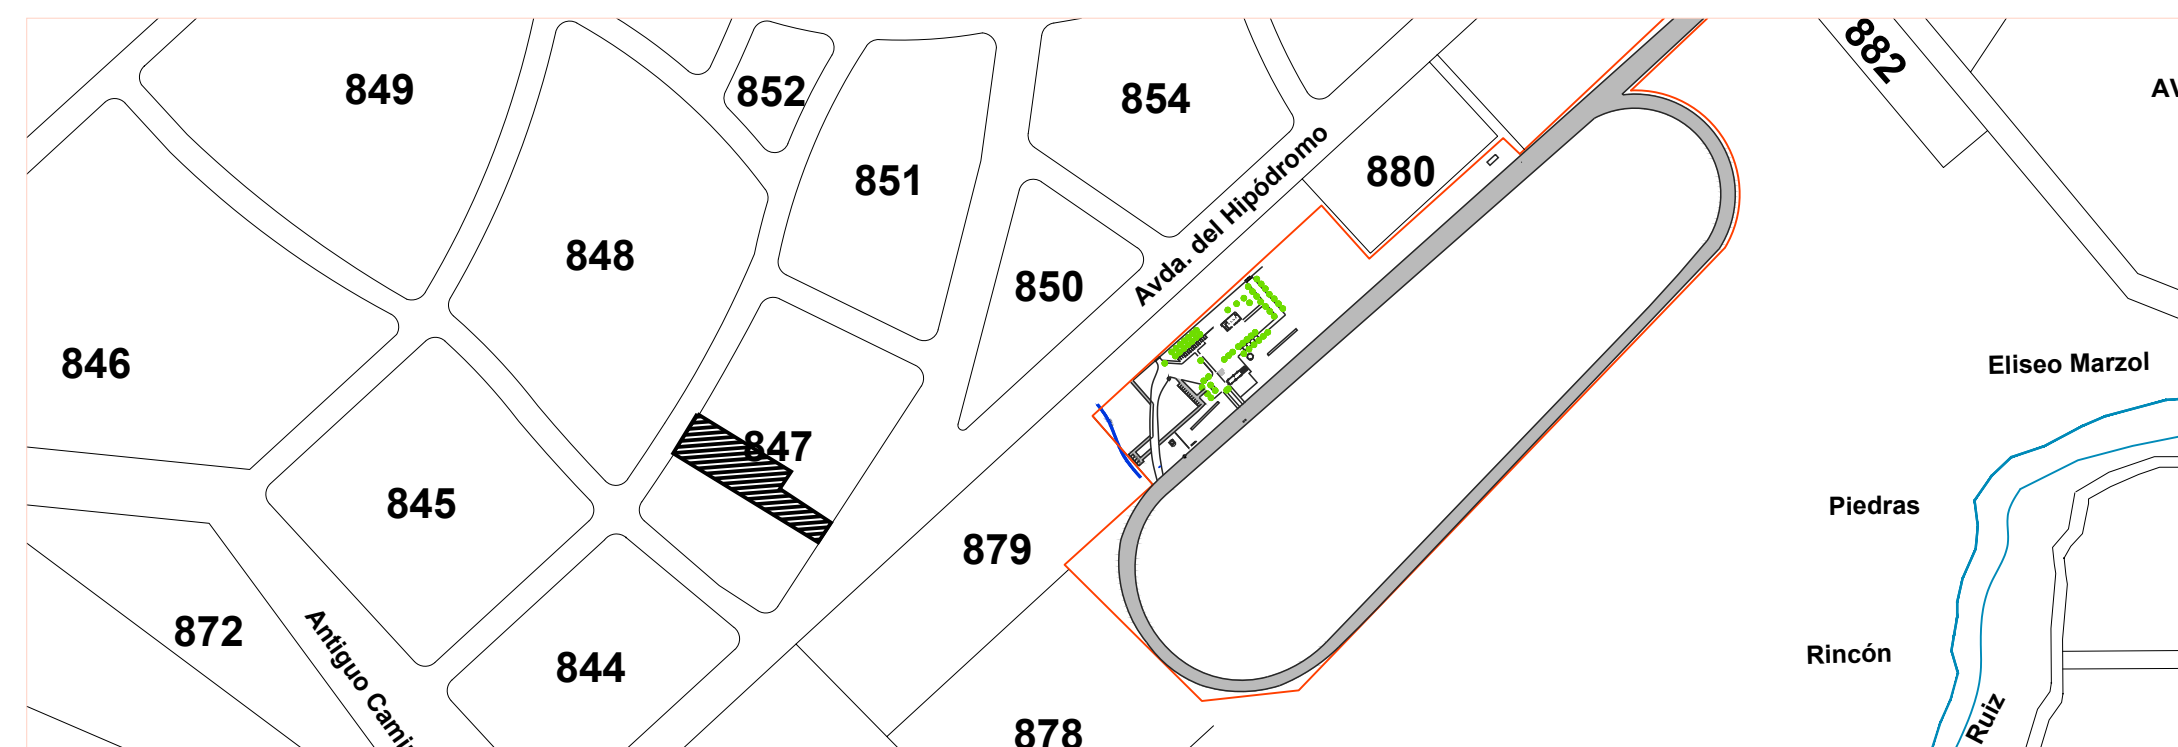 882
849
852
854
AV
Avda. del Hipódromo
880
851
848
850
846
Eliseo Marzol
847
845
Piedras
879
872
Antiguo Cami
Rincón
844
Ruiz
878